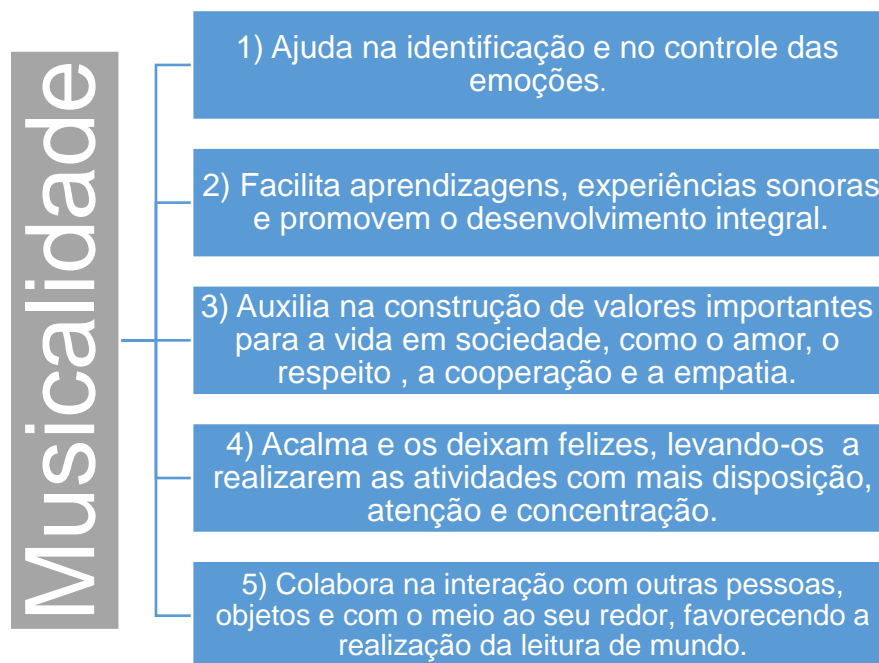 Musicalidade
1) Ajuda na identificação e no controle das
emoções.
2) Facilita aprendizagens, experiências sonoras
e promovem o desenvolvimento integral.
3) Auxilia na construção de valores importantes
para a vida em sociedade, como o amor, o
respeito , a cooperação e a empatia.
4) Acalma e os deixam felizes, levando-os a
realizarem as atividades com mais disposição,
atenção e concentração.
5) Colabora na interação com outras pessoas,
objetos e com o meio ao seu redor, favorecendo a
realização da leitura de mundo.